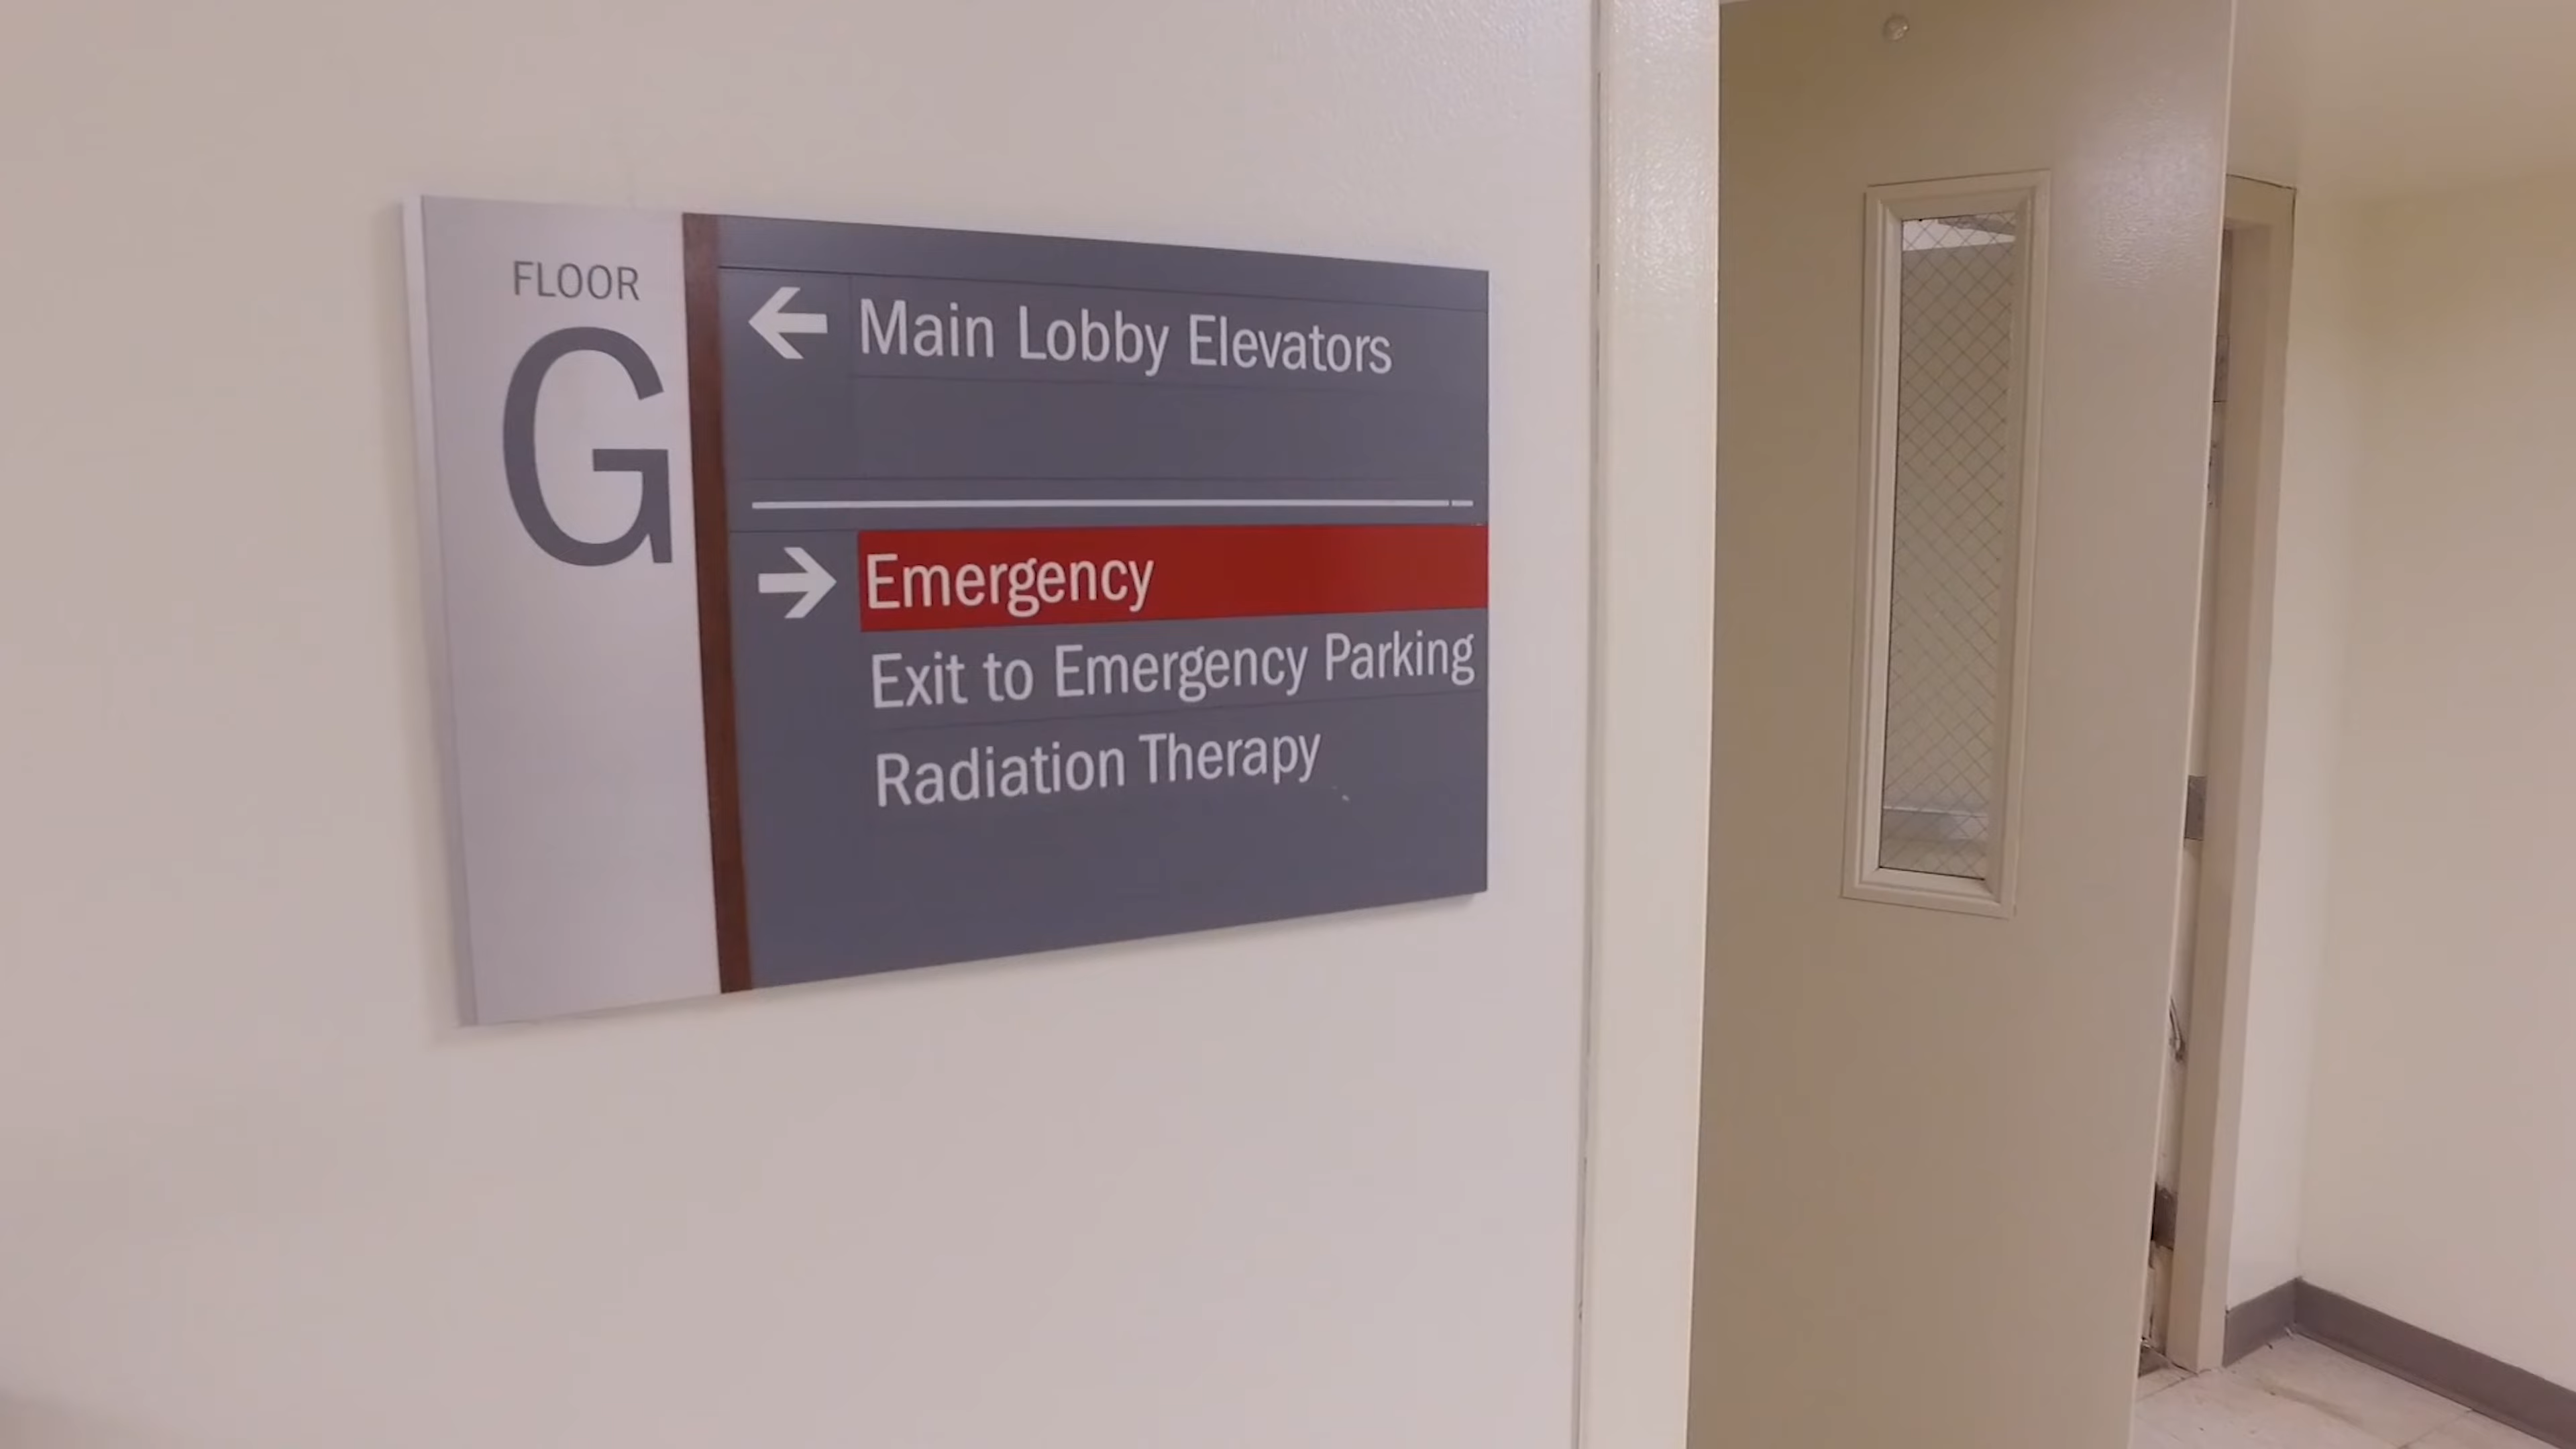 FLOOR
G
← Main Lobby Elevators
→ Emergency
Exit to Emergency Parking
Radiation Therapy